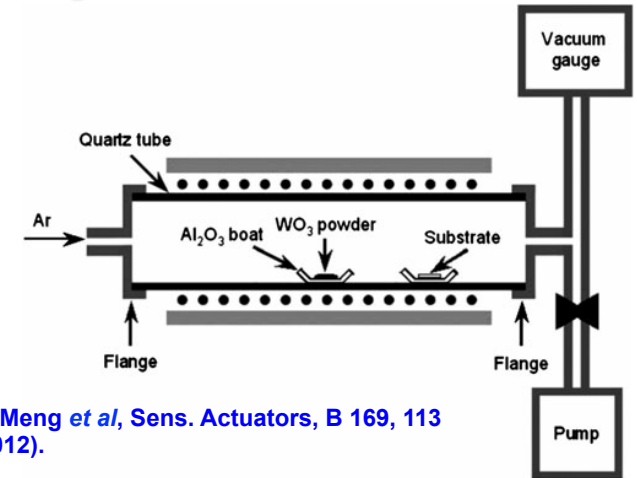 Vacuum
gauge
Quartz tube
Ar
Al₂O₃ boat
WO₃ powder
Substrate
Flange
Flange
Meng et al, Sens. Actuators, B 169, 113
012).
Pump